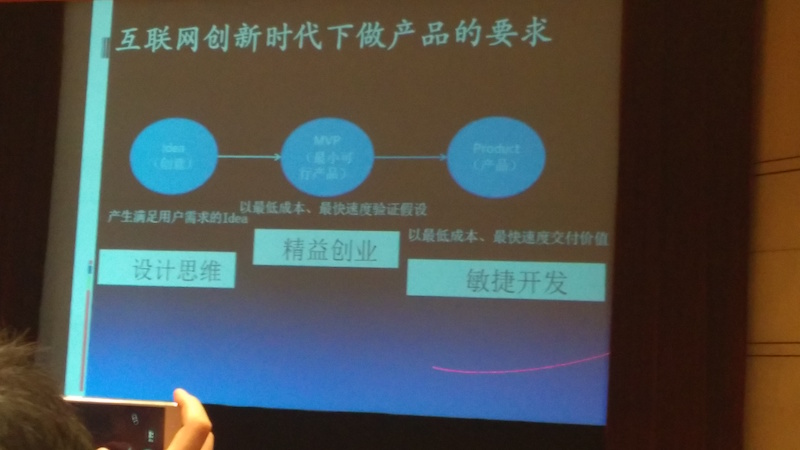 互联网创新时代下做产品的要求
Idea
（创意）
MVP
（最小可
行产品）
Product
（产品）
产生满足用户需求的Idea
以最低成本、最快速度验证假设
以最低成本、最快速度交付价值
设计思维
精益创业
敏捷开发